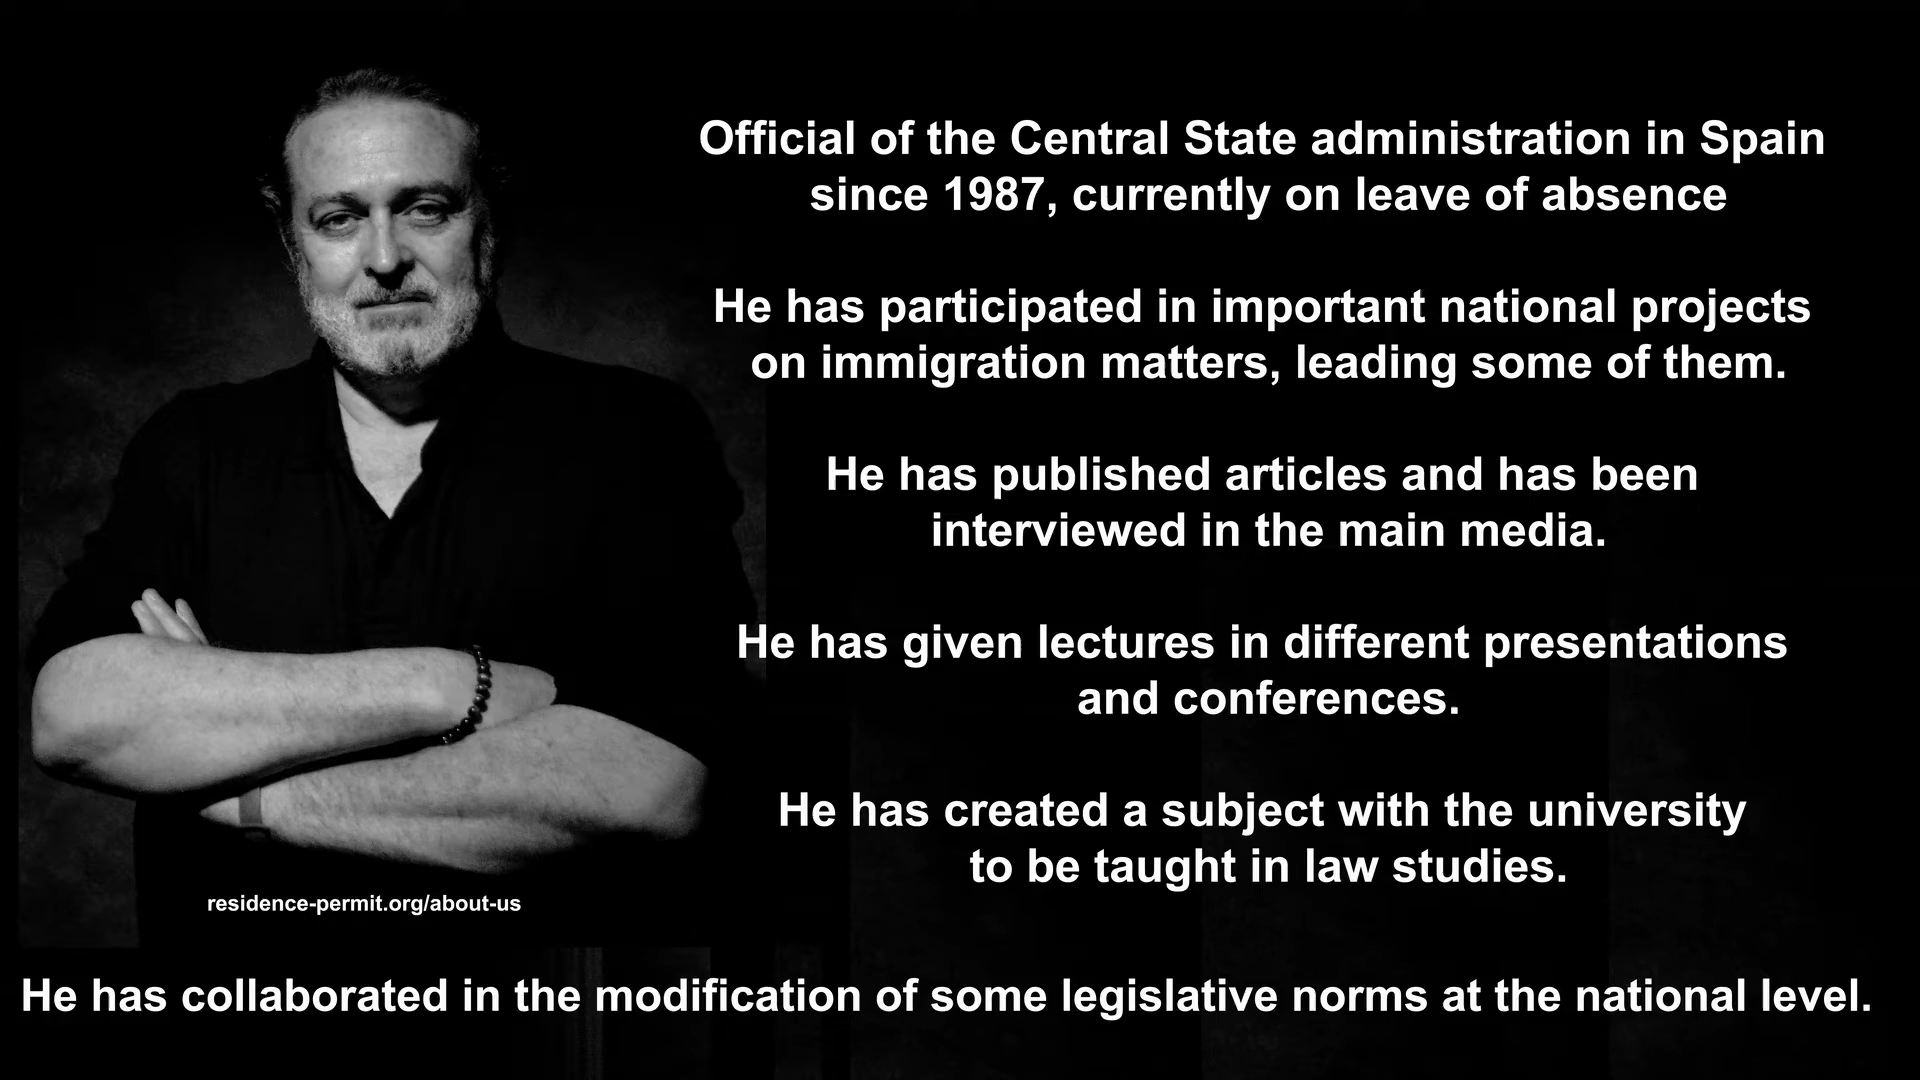 Official of the Central State administration in Spain
since 1987, currently on leave of absence
He has participated in important national projects
on immigration matters, leading some of them.
He has published articles and has been
interviewed in the main media.
He has given lectures in different presentations
and conferences.
He has created a subject with the university
to be taught in law studies.
residence-permit.org/about-us
He has collaborated in the modification of some legislative norms at the national level.